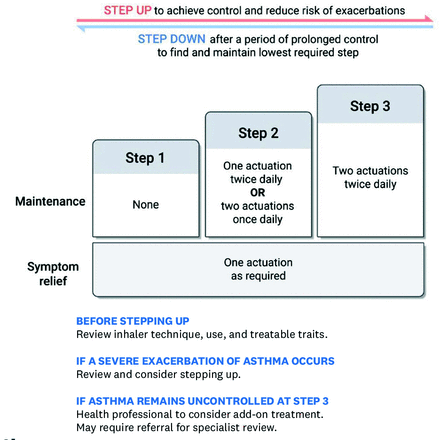 STEP UP to achieve control and reduce risk of exacerbations
STEP DOWN after a period of prolonged control
to find and maintain lowest required step
Step 1
Step 2
Step 3
Maintenance
None
One actuation
twice daily
OR
two actuations
once daily
Two actuations
twice daily
Symptom
relief
One actuation
as required
BEFORE STEPPING UP
Review inhaler technique, use, and treatable traits.
IF A SEVERE EXACERBATION OF ASTHMA OCCURS
Review and consider stepping up.
IF ASTHMA REMAINS UNCONTROLLED AT STEP 3
Health professional to consider add-on treatment.
May require referral for specialist review.